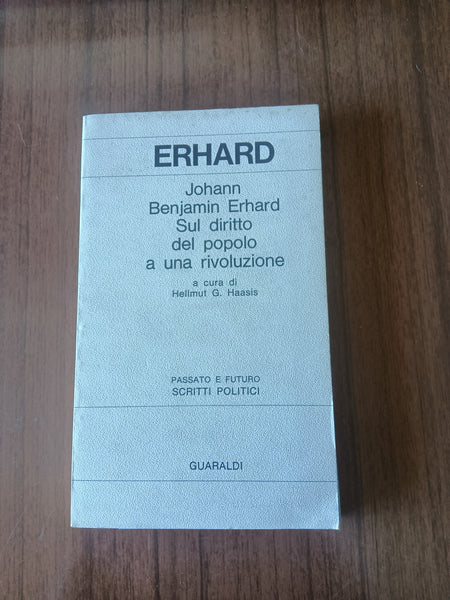 ERHARD
Johann
Benjamin Erhard
Sul diritto
del popolo
a una rivoluzione
a cura di
Hellmut G. Haasis
PASSATO E FUTURO
SCRITTI POLITICI
GUARALDI